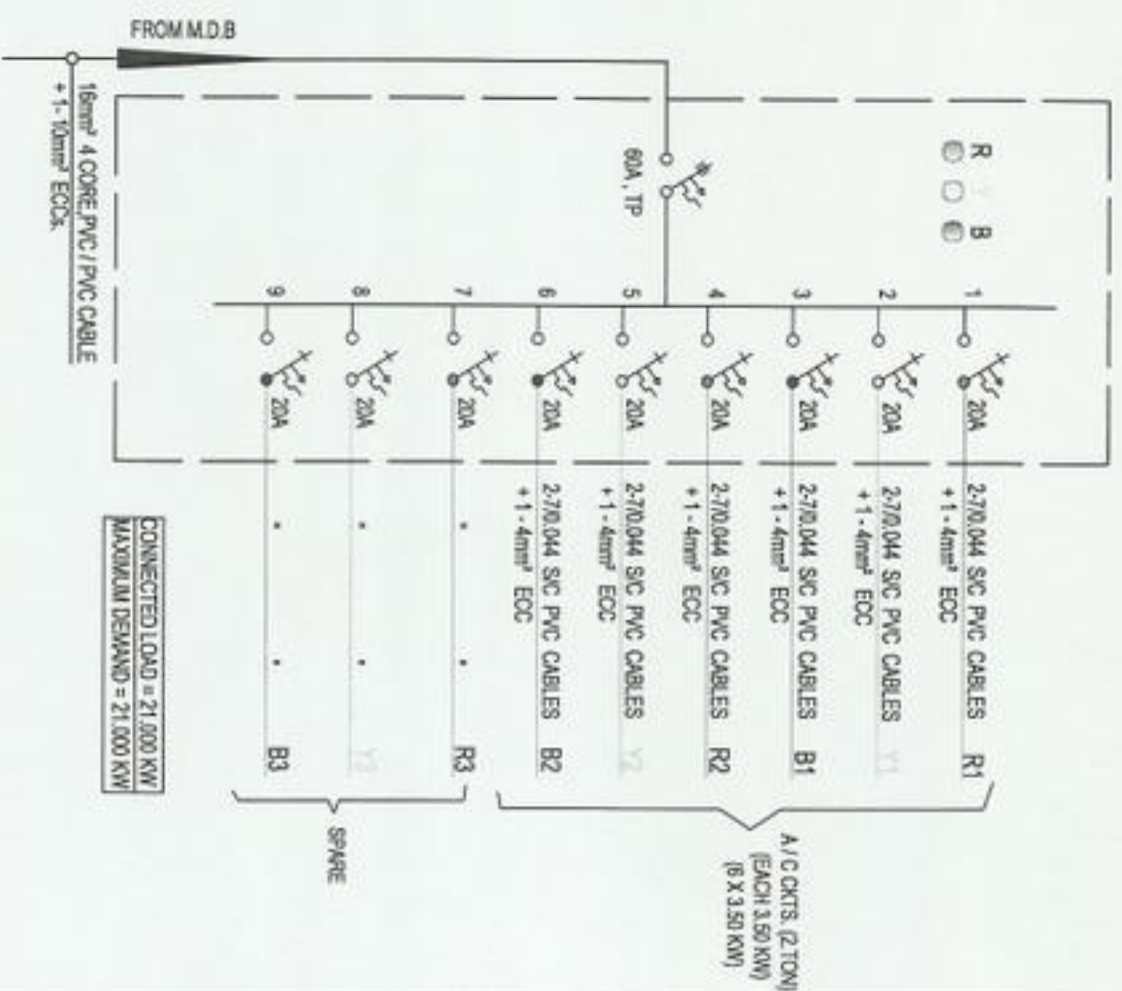 FROM M.D.B
16mm² 4 CORE,PVC / PVC CABLE
+ 1- 10mm² ECCs.
60A , TP
R Y B
1
20A
2-7/0.044 S/C PVC CABLES
+ 1 - 4mm² ECC
R1
2
20A
2-7/0.044 S/C PVC CABLES
+ 1 - 4mm² ECC
Y1
3
20A
2-7/0.044 S/C PVC CABLES
+ 1 - 4mm² ECC
B1
4
20A
2-7/0.044 S/C PVC CABLES
+ 1 - 4mm² ECC
R2
5
20A
2-7/0.044 S/C PVC CABLES
+ 1 - 4mm² ECC
Y2
6
20A
2-7/0.044 S/C PVC CABLES
+ 1 - 4mm² ECC
B2
7
20A
R3
8
20A
Y3
9
20A
B3
A / C CKTS. (2.TON)
(EACH 3.50 KW)
(6 X 3.50 KW)
SPARE
CONNECTED LOAD = 21.000 KW
MAXIMUM DEMAND = 21.000 KW